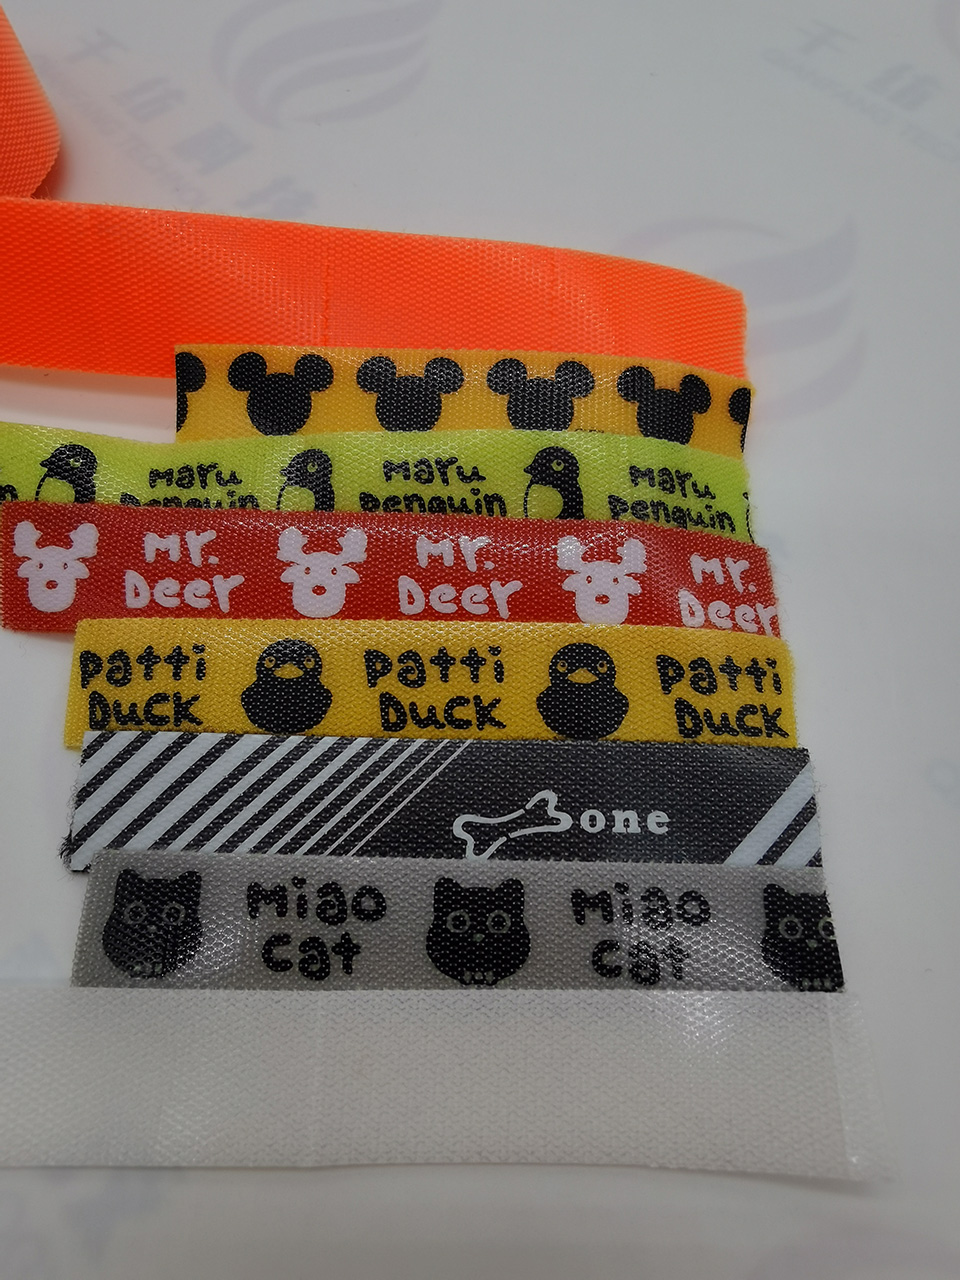 maru
penguin
maru
penguin
maru
penguin
Mr.
Deer
Mr.
Deer
Mr.
Deer
patti
DUCK
patti
DUCK
patti
DUCK
Bone
Miao
cat
Miao
cat